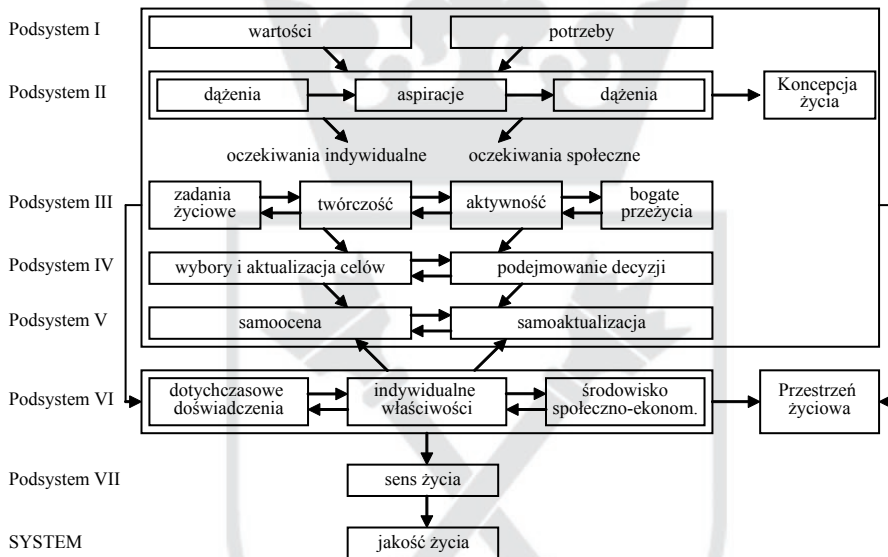 Podsystem I
wartości
potrzeby
Podsystem II
dążenia
aspiracje
dążenia
Koncepcja
życia
oczekiwania indywidualne
oczekiwania społeczne
Podsystem III
zadania
życiowe
twórczość
aktywność
bogate
przeżycia
Podsystem IV
wybory i aktualizacja celów
podejmowanie decyzji
Podsystem V
samoocena
samoaktualizacja
Podsystem VI
dotychczasowe
doświadczenia
indywidualne
właściwości
środowisko
społeczno-ekonom.
Przestrzeń
życiowa
Podsystem VII
sens życia
SYSTEM
jakość życia